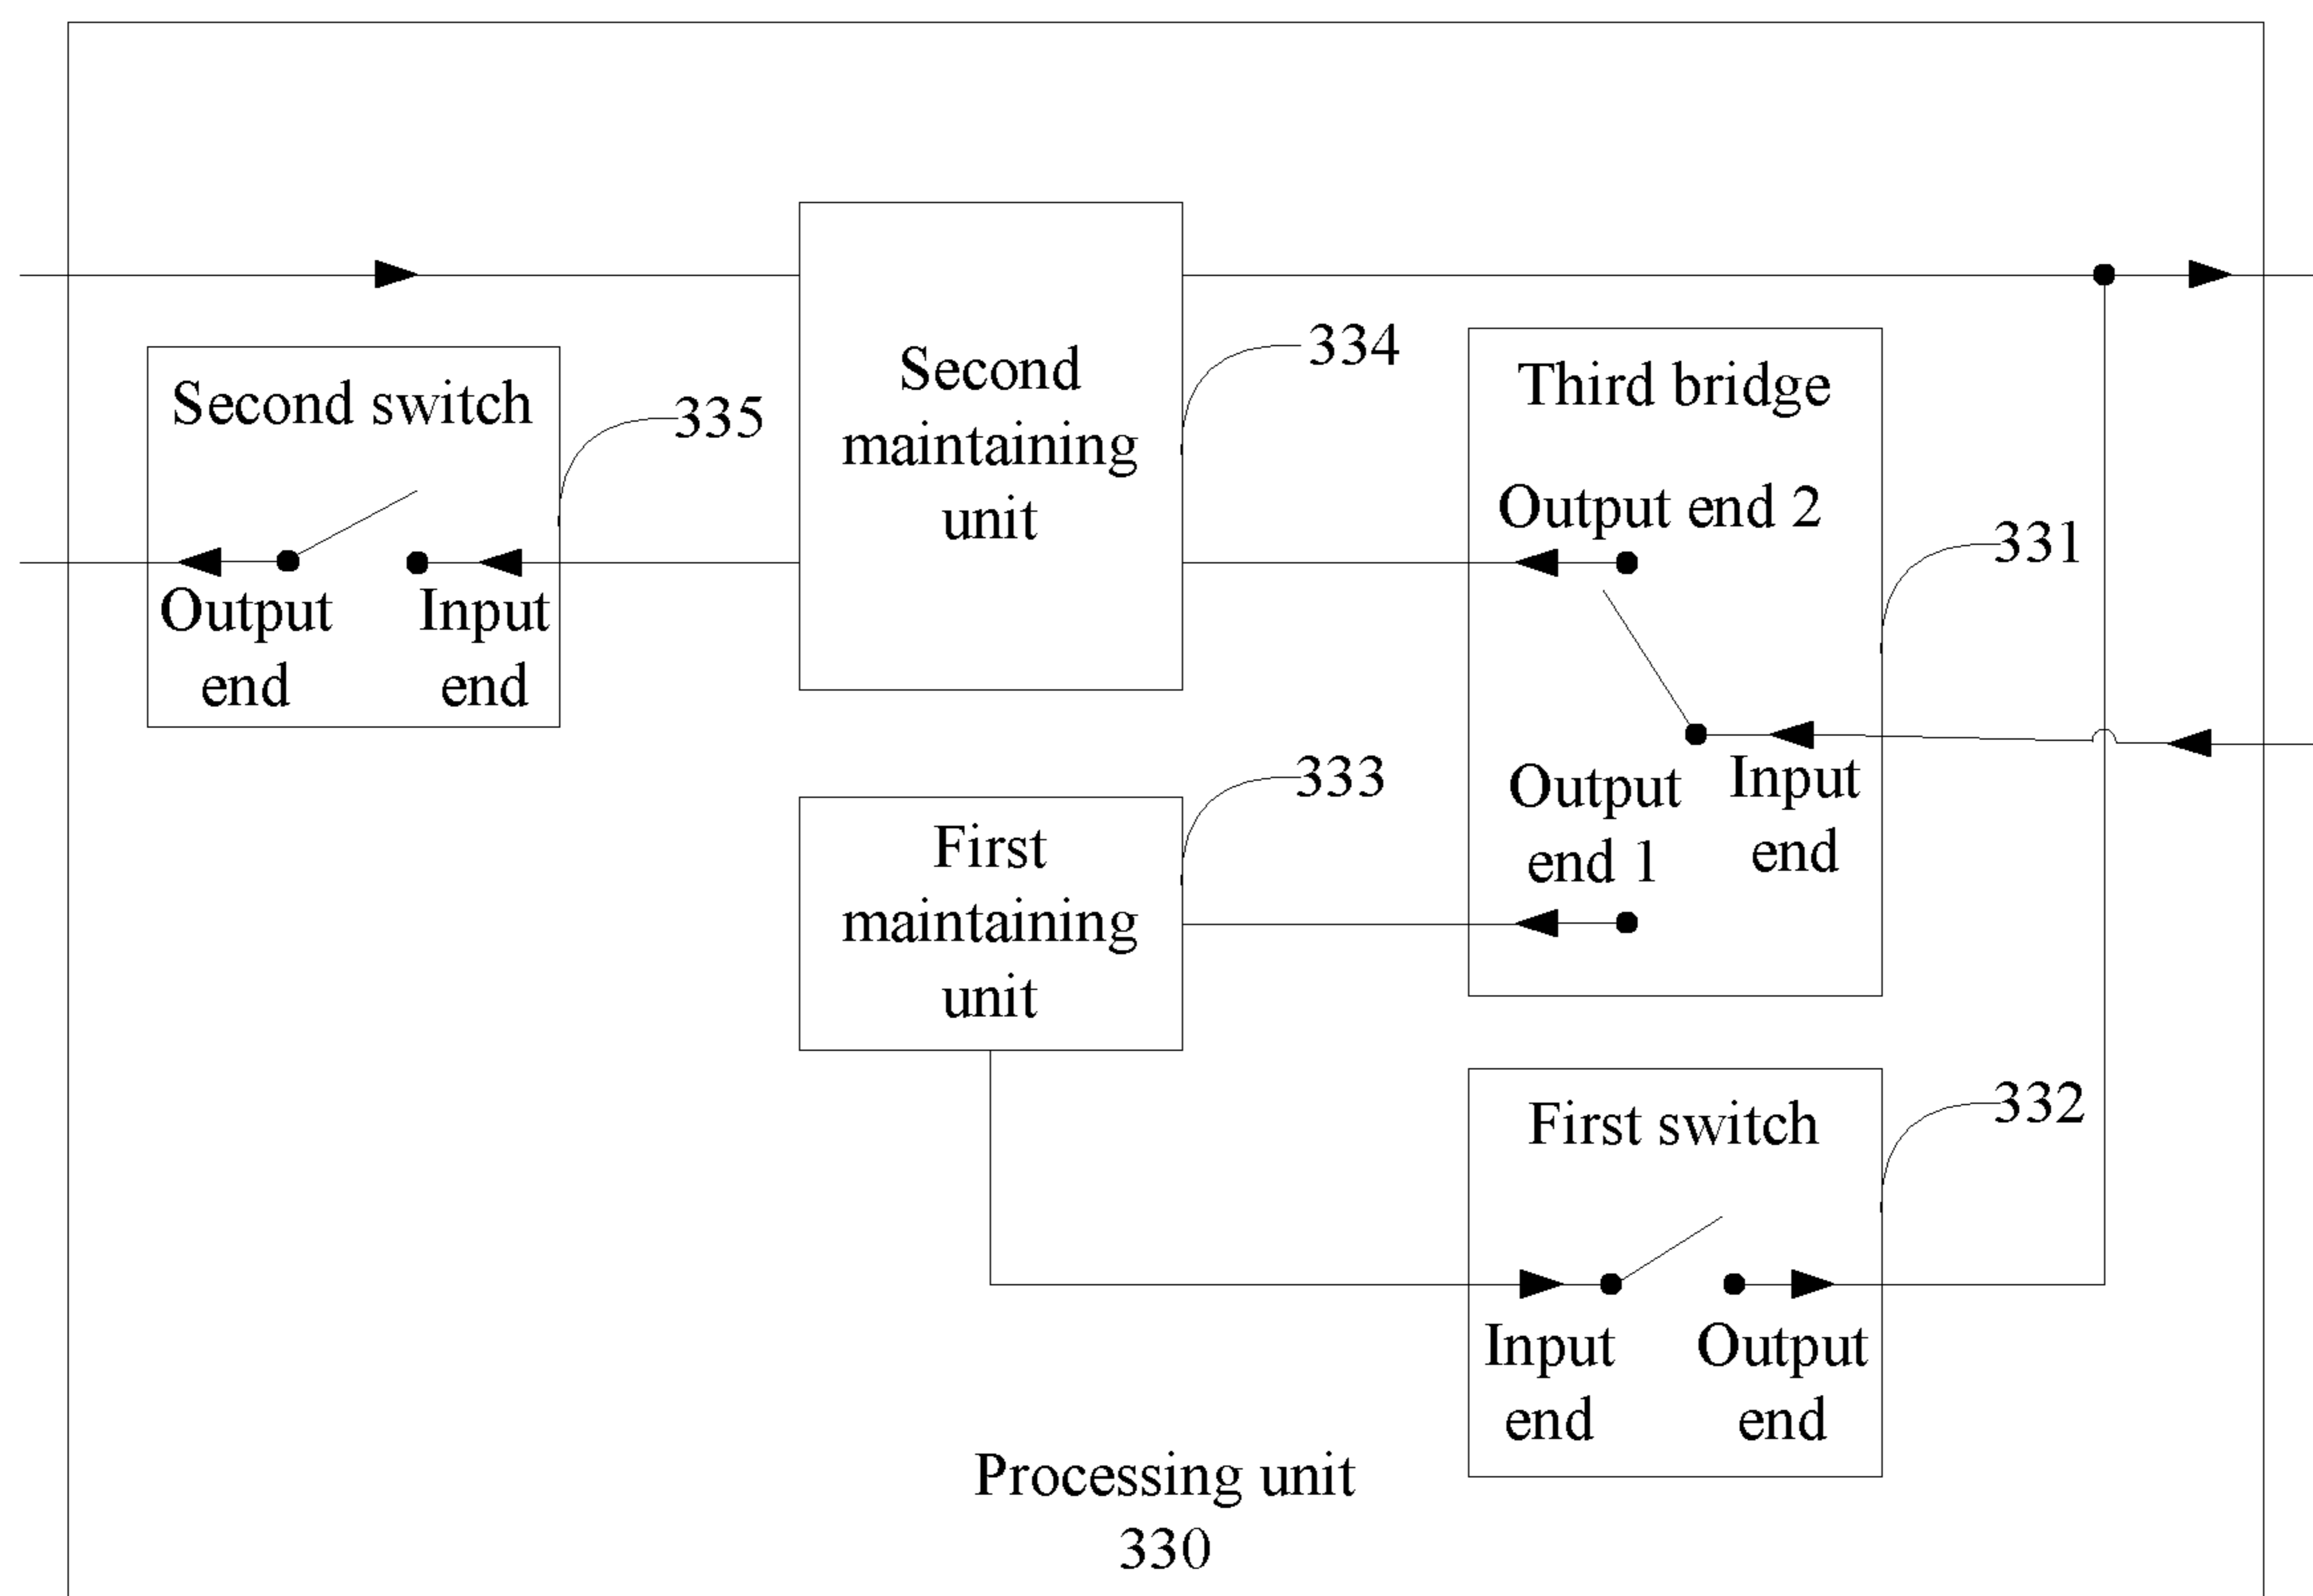 Second switch
335
Output
end
Input
end
Second
maintaining
unit
334
Third bridge
Output end 2
331
Output
end 1
Input
end
First
maintaining
unit
333
First switch
332
Input
end
Output
end
Processing unit
330